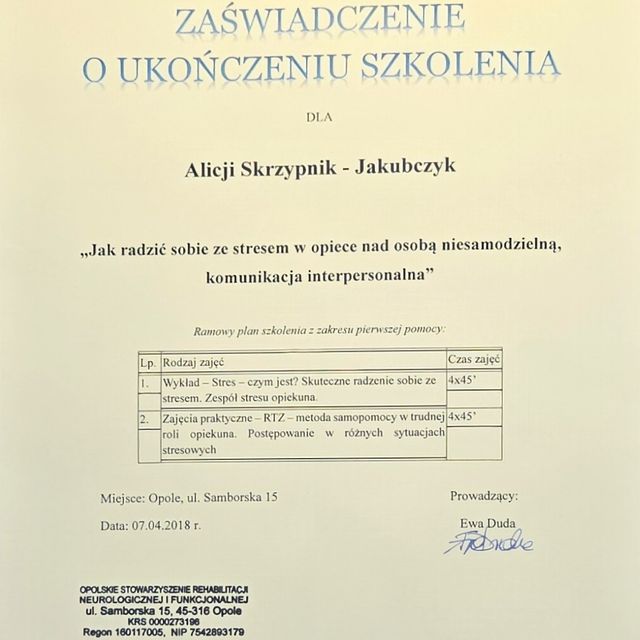 ZAŚWIADCZENIE
O UKOŃCZENIU SZKOLENIA
DLA
Alicji Skrzypnik - Jakubczyk
„Jak radzić sobie ze stresem w opiece nad osobą niesamodzielną,
komunikacja interpersonalna”
Ramowy plan szkolenia z zakresu pierwszej pomocy:
Lp. Rodzaj zajęć Czas zajęć
1. Wykład – Stres – czym jest? Skuteczne radzenie sobie ze 4x45’
stresem. Zespół stresu opiekuna.
2. Zajęcia praktyczne – RTZ – metoda samopomocy w trudnej 4x45’
roli opiekuna. Postępowanie w różnych sytuacjach
stresowych
Miejsce: Opole, ul. Samborska 15 Prowadzący:
Data: 07.04.2018 r. Ewa Duda
OPOLSKIE STOWARZYSZENIE REHABILITACJI
NEUROLOGICZNEJ I FUNKCJONALNEJ
ul. Samborska 15, 45-316 Opole
KRS 0000273196
Regon 160117005, NIP 7542893179